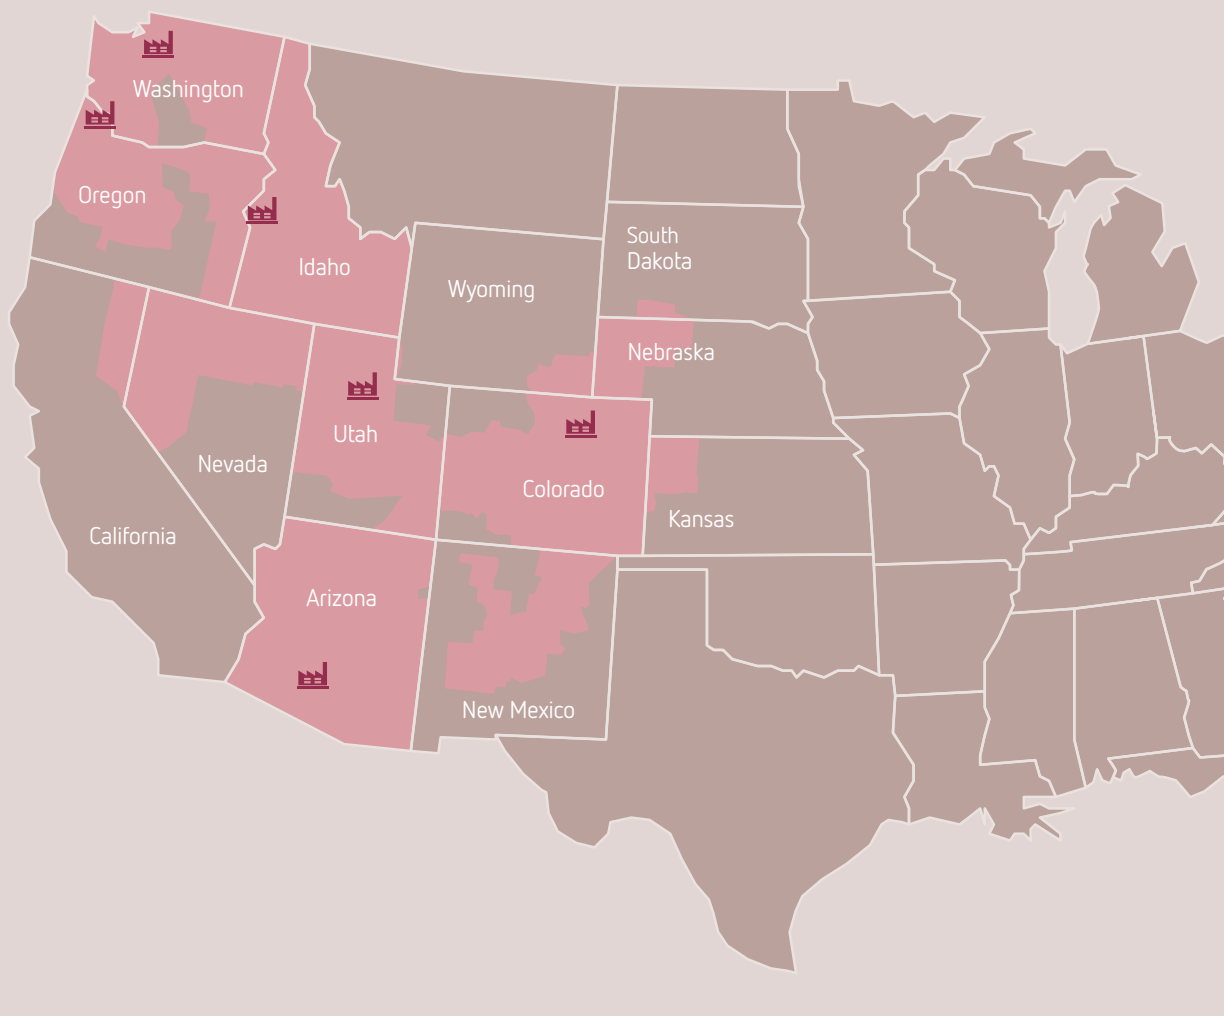 Washington
Oregon
South
Dakota
Idaho
Wyoming
Nebraska
Utah
Nevada
Colorado
Kansas
California
Arizona
New Mexico